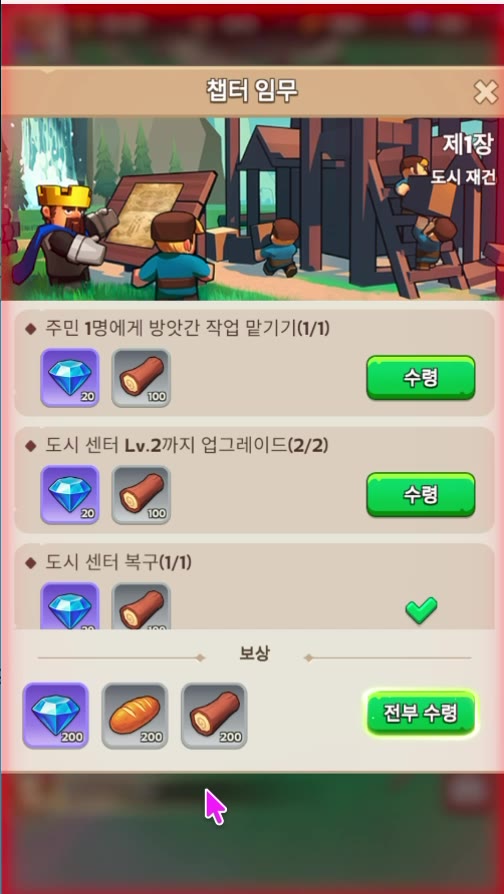 챕터 임무
제1장
도시 재건
주민 1명에게 방앗간 작업 맡기기(1/1)
20
100
수령
도시 센터 Lv.2까지 업그레이드(2/2)
20
100
수령
도시 센터 복구(1/1)
보상
200
200
200
전부 수령